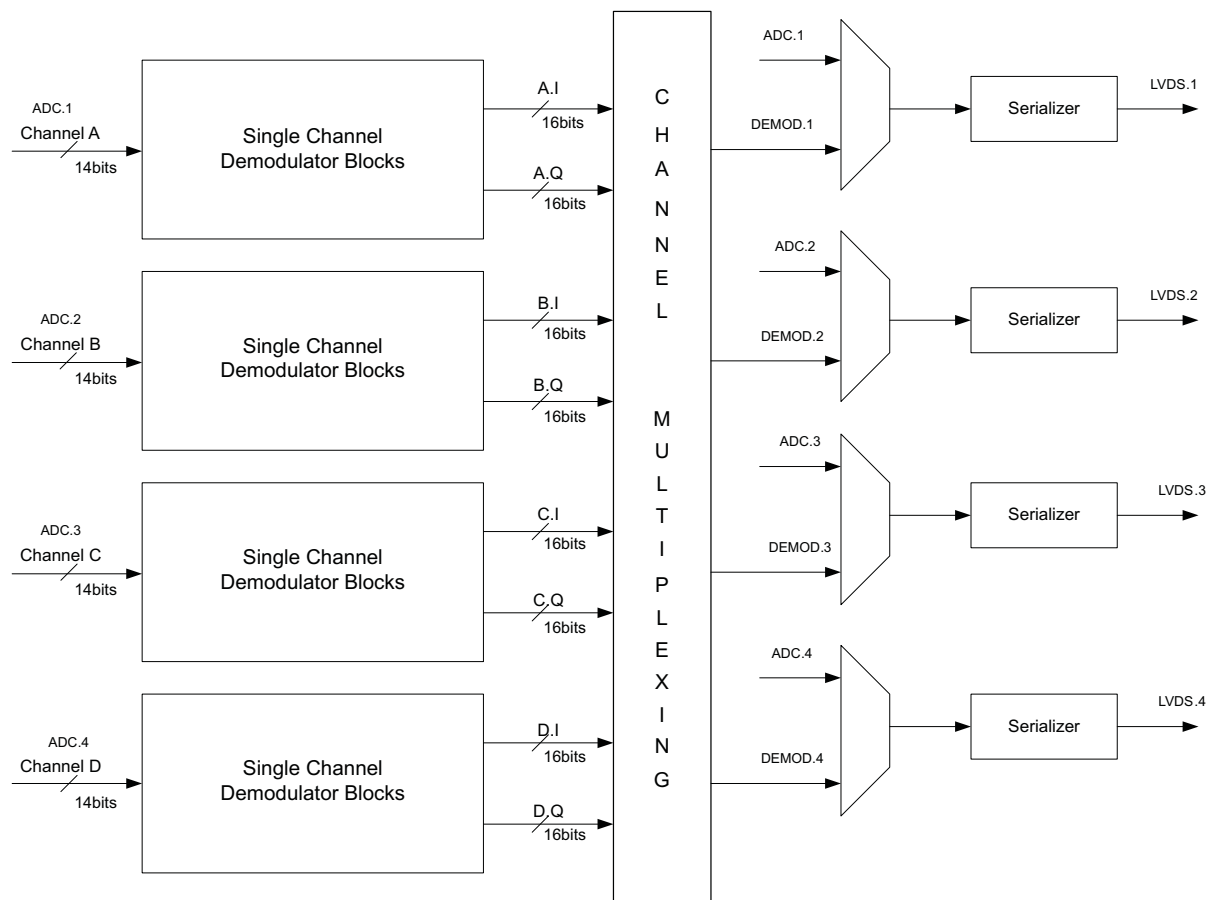 ADC.1
Channel A
14bits
Single Channel
Demodulator Blocks
A.I
16bits
A.Q
16bits
ADC.2
Channel B
14bits
Single Channel
Demodulator Blocks
B.I
16bits
B.Q
16bits
ADC.3
Channel C
14bits
Single Channel
Demodulator Blocks
C.I
16bits
C.Q
16bits
ADC.4
Channel D
14bits
Single Channel
Demodulator Blocks
D.I
16bits
D.Q
16bits
CHANNEL MULTIPLEXING
ADC.1
DEMOD.1
Serializer
LVDS.1
ADC.2
DEMOD.2
Serializer
LVDS.2
ADC.3
DEMOD.3
Serializer
LVDS.3
ADC.4
DEMOD.4
Serializer
LVDS.4